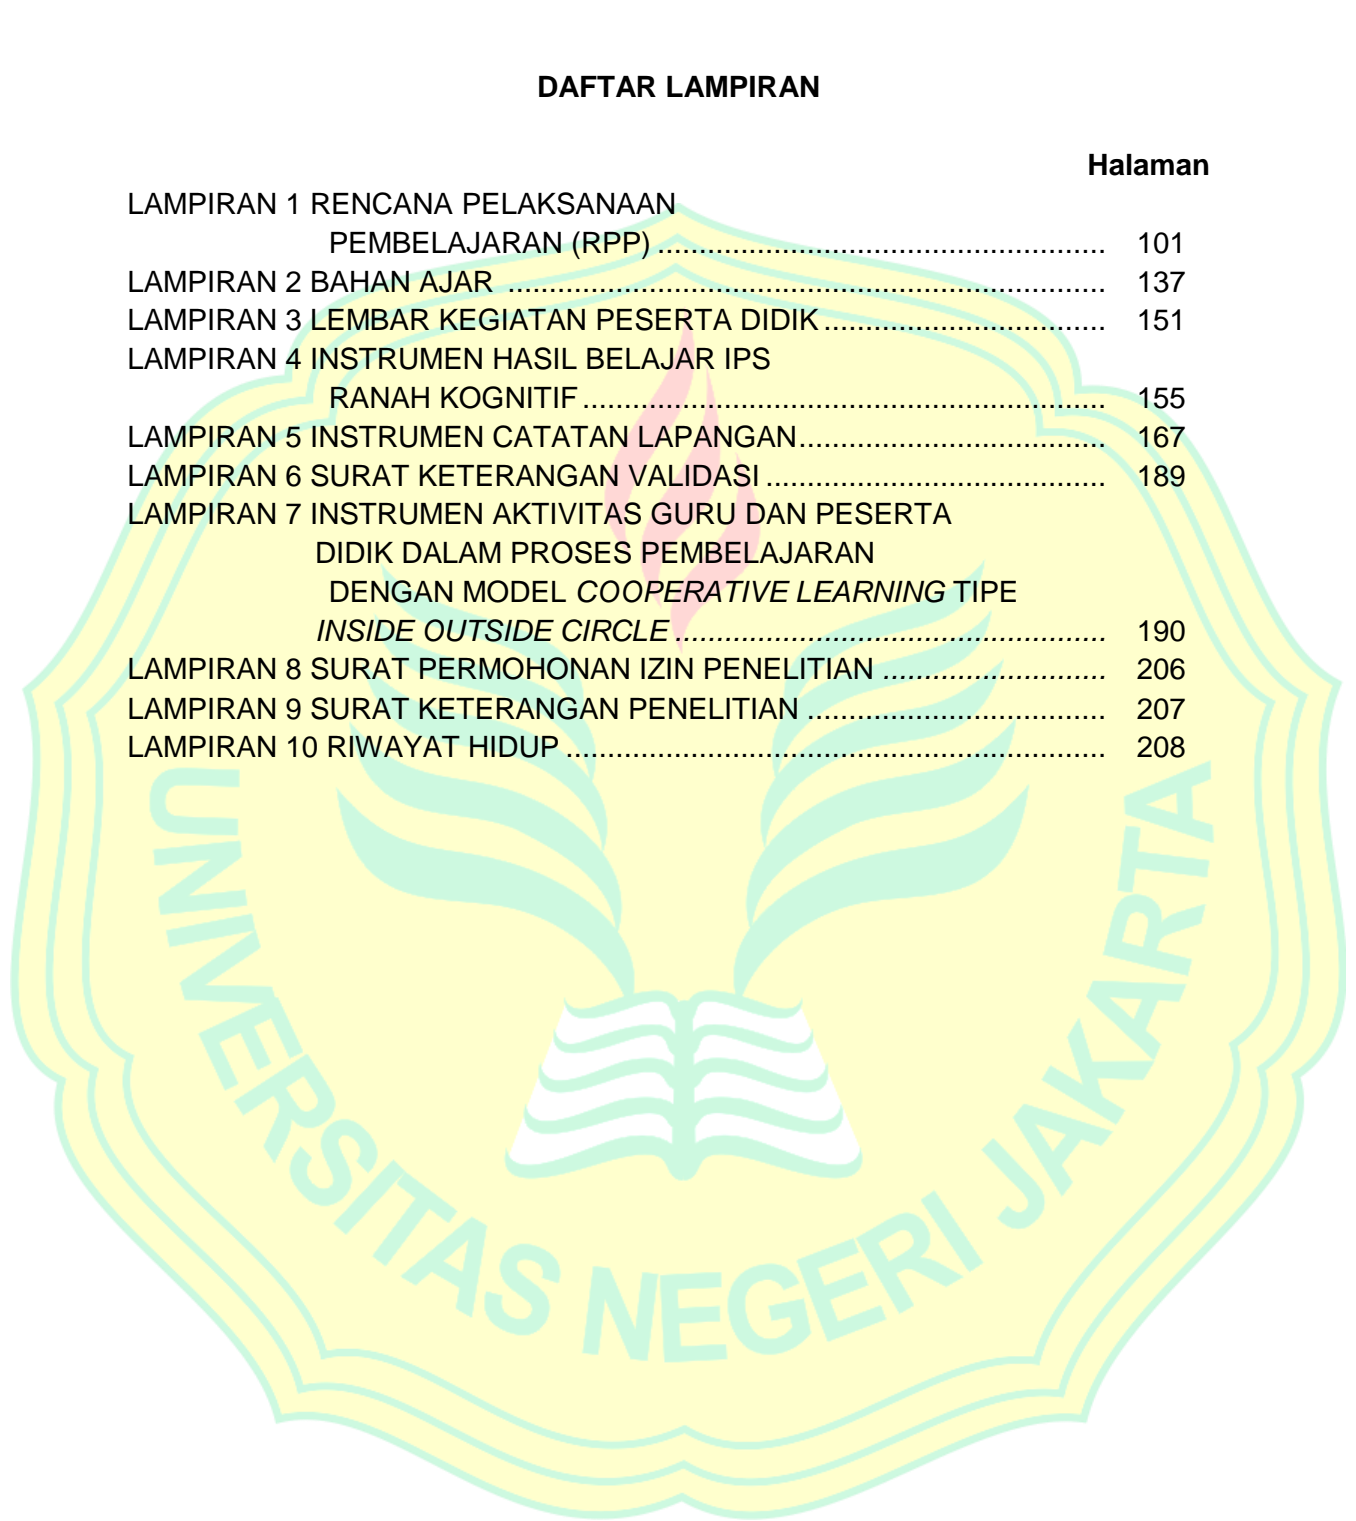 DAFTAR LAMPIRAN
Halaman
LAMPIRAN 1 RENCANA PELAKSANAAN
PEMBELAJARAN (RPP) ...................................................... 101
LAMPIRAN 2 BAHAN AJAR ........................................................................ 137
LAMPIRAN 3 LEMBAR KEGIATAN PESERTA DIDIK.................................. 151
LAMPIRAN 4 INSTRUMEN HASIL BELAJAR IPS
RANAH KOGNITIF............................................................... 155
LAMPIRAN 5 INSTRUMEN CATATAN LAPANGAN..................................... 167
LAMPIRAN 6 SURAT KETERANGAN VALIDASI ......................................... 189
LAMPIRAN 7 INSTRUMEN AKTIVITAS GURU DAN PESERTA
DIDIK DALAM PROSES PEMBELAJARAN
DENGAN MODEL COOPERATIVE LEARNING TIPE
INSIDE OUTSIDE CIRCLE.................................................... 190
LAMPIRAN 8 SURAT PERMOHONAN IZIN PENELITIAN ........................... 206
LAMPIRAN 9 SURAT KETERANGAN PENELITIAN .................................... 207
LAMPIRAN 10 RIWAYAT HIDUP ................................................................. 208
UNIVERSITAS NEGERI JAKARTA